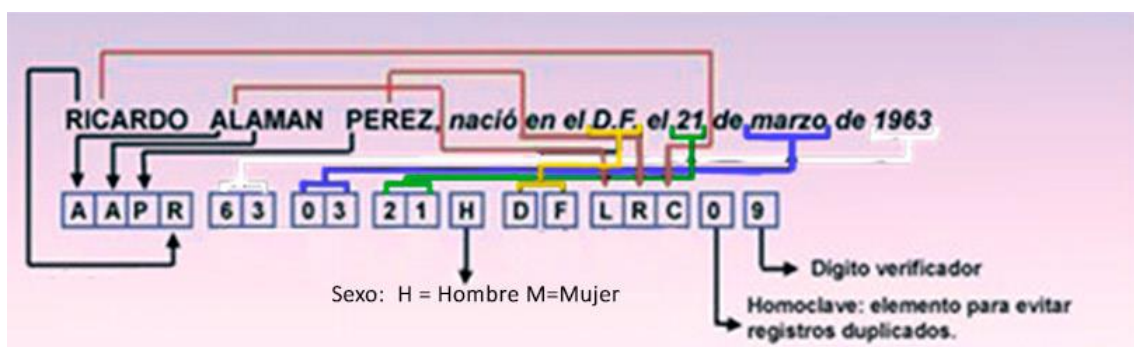 RICARDO ALAMAN PEREZ, nació en el D.F. el 21 de marzo de 1963
A A P R 6 3 0 3 2 1 H D F L R C 0 9
Digito verificador
Sexo: H = Hombre M=Mujer
Homoclave: elemento para evitar
registros duplicados.